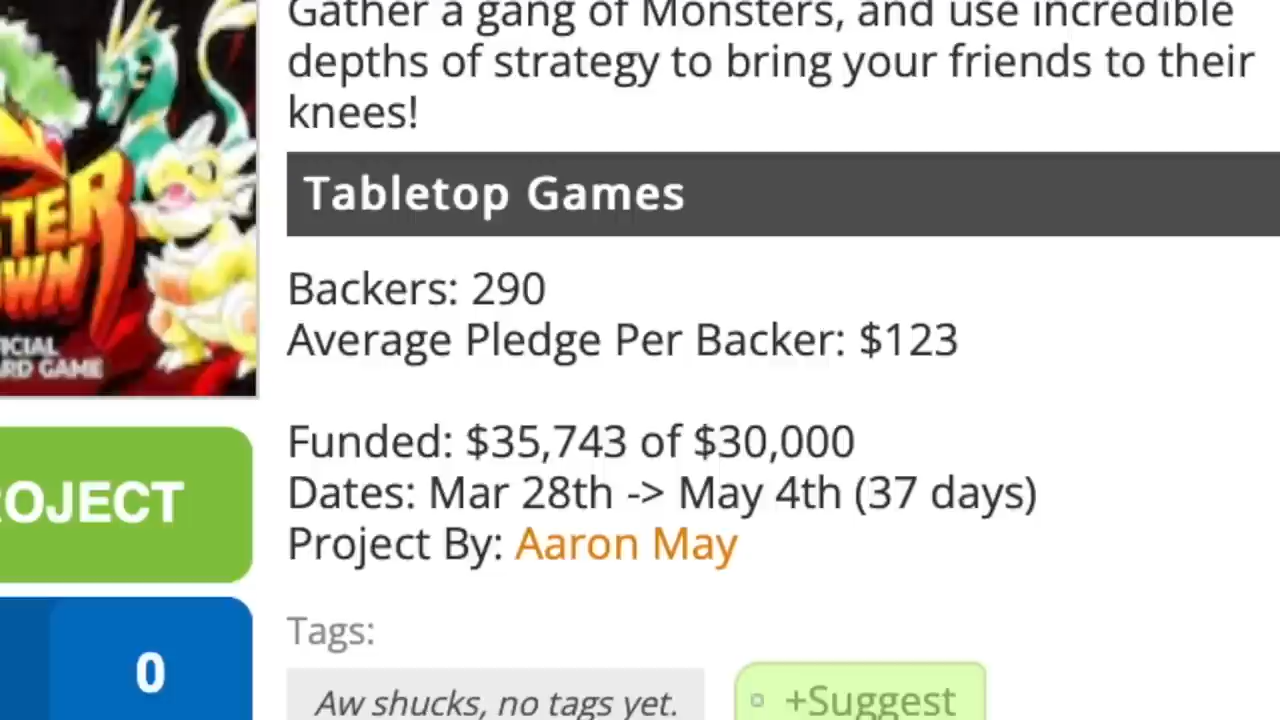 Gather a gang of Monsters, and use incredible
depths of strategy to bring your friends to their
knees!
Tabletop Games
Backers: 290
Average Pledge Per Backer: $123
Funded: $35,743 of $30,000
Dates: Mar 28th -> May 4th (37 days)
Project By: Aaron May
Tags:
Aw shucks, no tags yet.
+Suggest
TER
WN
ICIAL
RD GAME
ROJECT
0